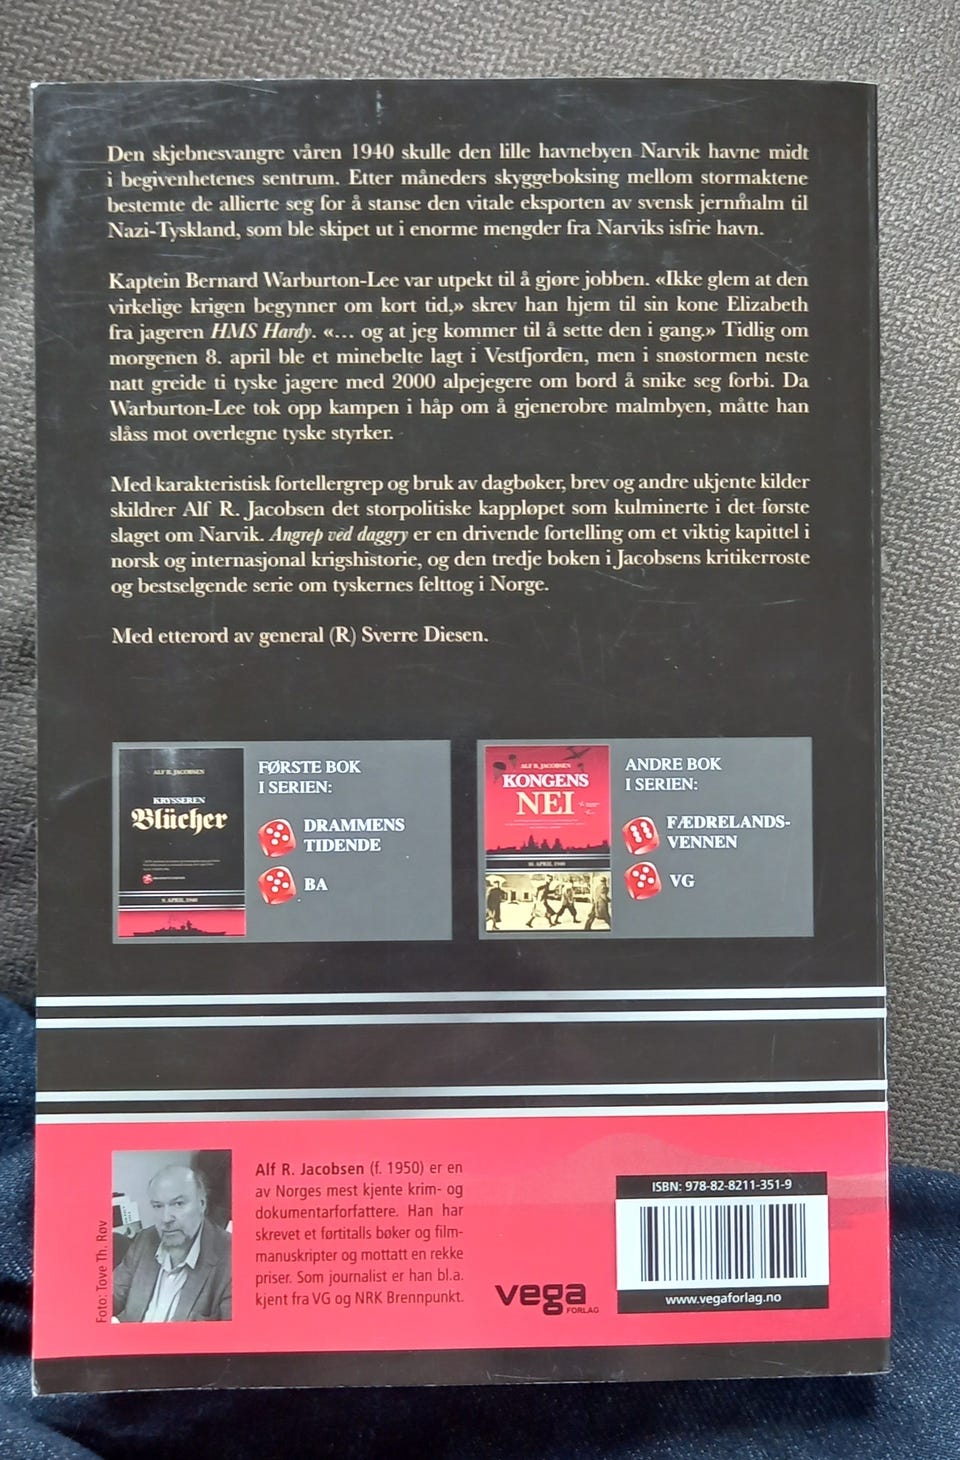 Den skjebnesvangre våren 1940 skulle den lille havnebyen Narvik havne midt
i begivenhetenes sentrum. Etter måneders skyggeboksing mellom stormaktene
bestemte de allierte seg for å stanse den vitale eksporten av svensk jernmalm til
Nazi-Tyskland, som ble skipet ut i enorme mengder fra Narviks isfrie havn.
Kaptein Bernard Warburton-Lee var utpekt til å gjøre jobben. «Ikke glem at den
virkelige krigen begynner om kort tid,» skrev han hjem til sin kone Elizabeth
fra jageren HMS Hardy. «… og at jeg kommer til å sette den i gang.» Tidlig om
morgenen 8. april ble et minebelte lagt i Vestfjorden, men i snøstormen neste
natt greide ti tyske jagere med 2000 alpejegere om bord å snike seg forbi. Da
Warburton-Lee tok opp kampen i håp om å gjenerobre malmbyen, måtte han
slåss mot overlegne tyske styrker.
Med karakteristisk fortellergrep og bruk av dagbøker, brev og andre ukjente kilder
skildrer Alf R. Jacobsen det storpolitiske kappløpet som kulminerte i det første
slaget om Narvik. Angrep ved daggry er en drivende fortelling om et viktig kapittel i
norsk og internasjonal krigshistorie, og den tredje boken i Jacobsens kritikerroste
og bestselgende serie om tyskernes felttog i Norge.
Med etterord av general (R) Sverre Diesen.
ALF R. JACOBSEN
KRYSSEREN
Blücher
9. APRIL 1940
FØRSTE BOK
I SERIEN:
DRAMMENS
TIDENDE
BA
ALF R. JACOBSEN
KONGENS
NEI
10. APRIL 1940
ANDRE BOK
I SERIEN:
FÆDRELANDS-
VENNEN
VG
Foto: Tove Th. Røv
Alf R. Jacobsen (f. 1950) er en
av Norges mest kjente krim- og
dokumentarforfattere. Han har
skrevet et førtitalls bøker og film-
manuskripter og mottatt en rekke
priser. Som journalist er han bl.a.
kjent fra VG og NRK Brennpunkt.
vega
FORLAG
ISBN: 978-82-8211-351-9
www.vegaforlag.no